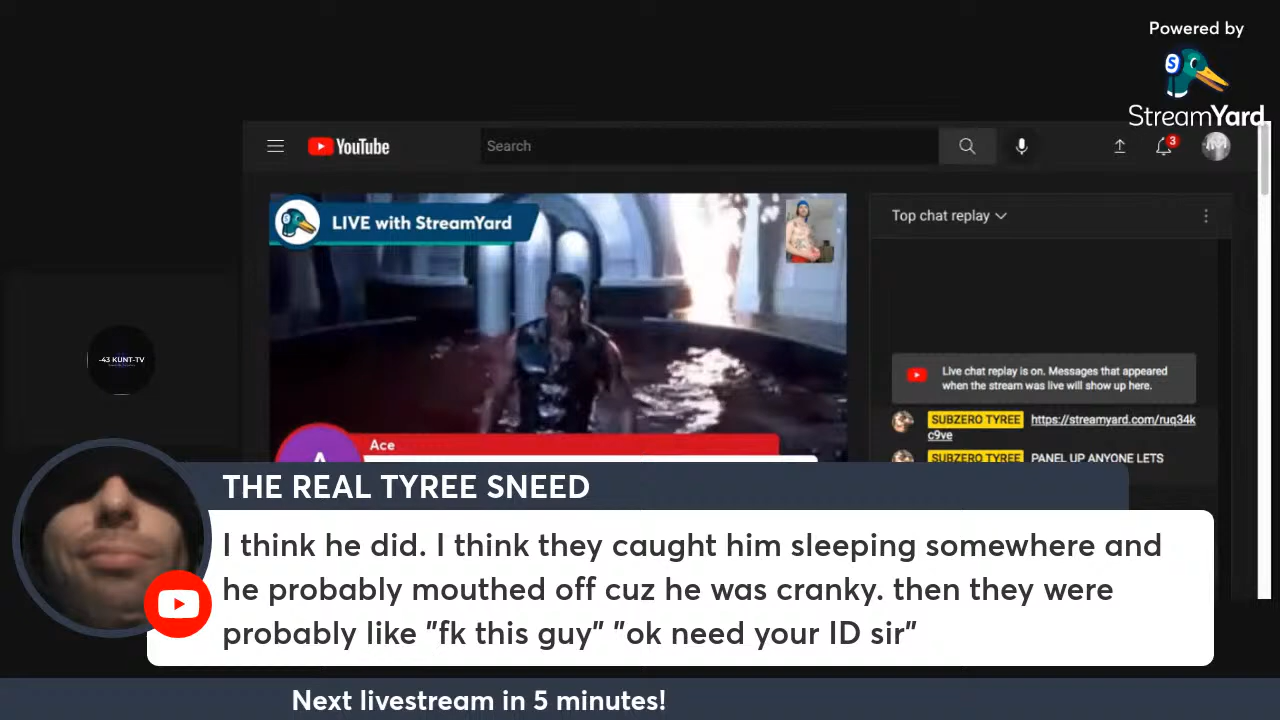 Powered by
StreamYard
YouTube
Search
3
LIVE with StreamYard
Top chat replay
-43 KUNT-TV
Live chat replay is on. Messages that appeared
when the stream was live will show up here.
SUBZERO TYREE https://streamyard.com/ruq34k
c9ve
SUBZERO TYREE PANEL UP ANYONE LETS
Ace
A
THE REAL TYREE SNEED
I think he did. I think they caught him sleeping somewhere and
he probably mouthed off cuz he was cranky. then they were
probably like "fk this guy" "ok need your ID sir"
Next livestream in 5 minutes!